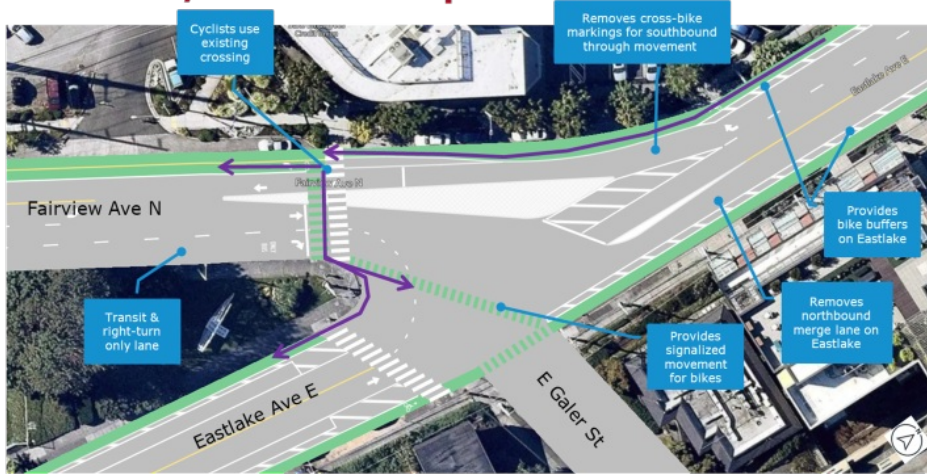 Cyclists use
existing
crossing
Removes cross-bike
markings for southbound
through movement
Eastlake Ave E
Fairview Ave N
Fairview Ave N
Provides
bike buffers
on Eastlake
Transit &
right-turn
only lane
Removes
northbound
merge lane on
Eastlake
Provides
signalized
movement
for bikes
E Galer St
Eastlake Ave E